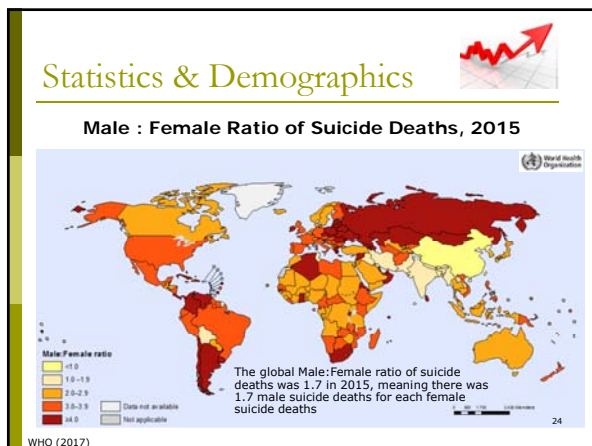 Statistics & Demographics
Male : Female Ratio of Suicide Deaths, 2015
World Health
Organization
Male:Female ratio
<1.0
1.0–1.9
2.0–2.9
3.0–3.9
≥4.0
Data not available
Not applicable
The global Male:Female ratio of suicide
deaths was 1.7 in 2015, meaning there was
1.7 male suicide deaths for each female
suicide deaths
24
WHO (2017)